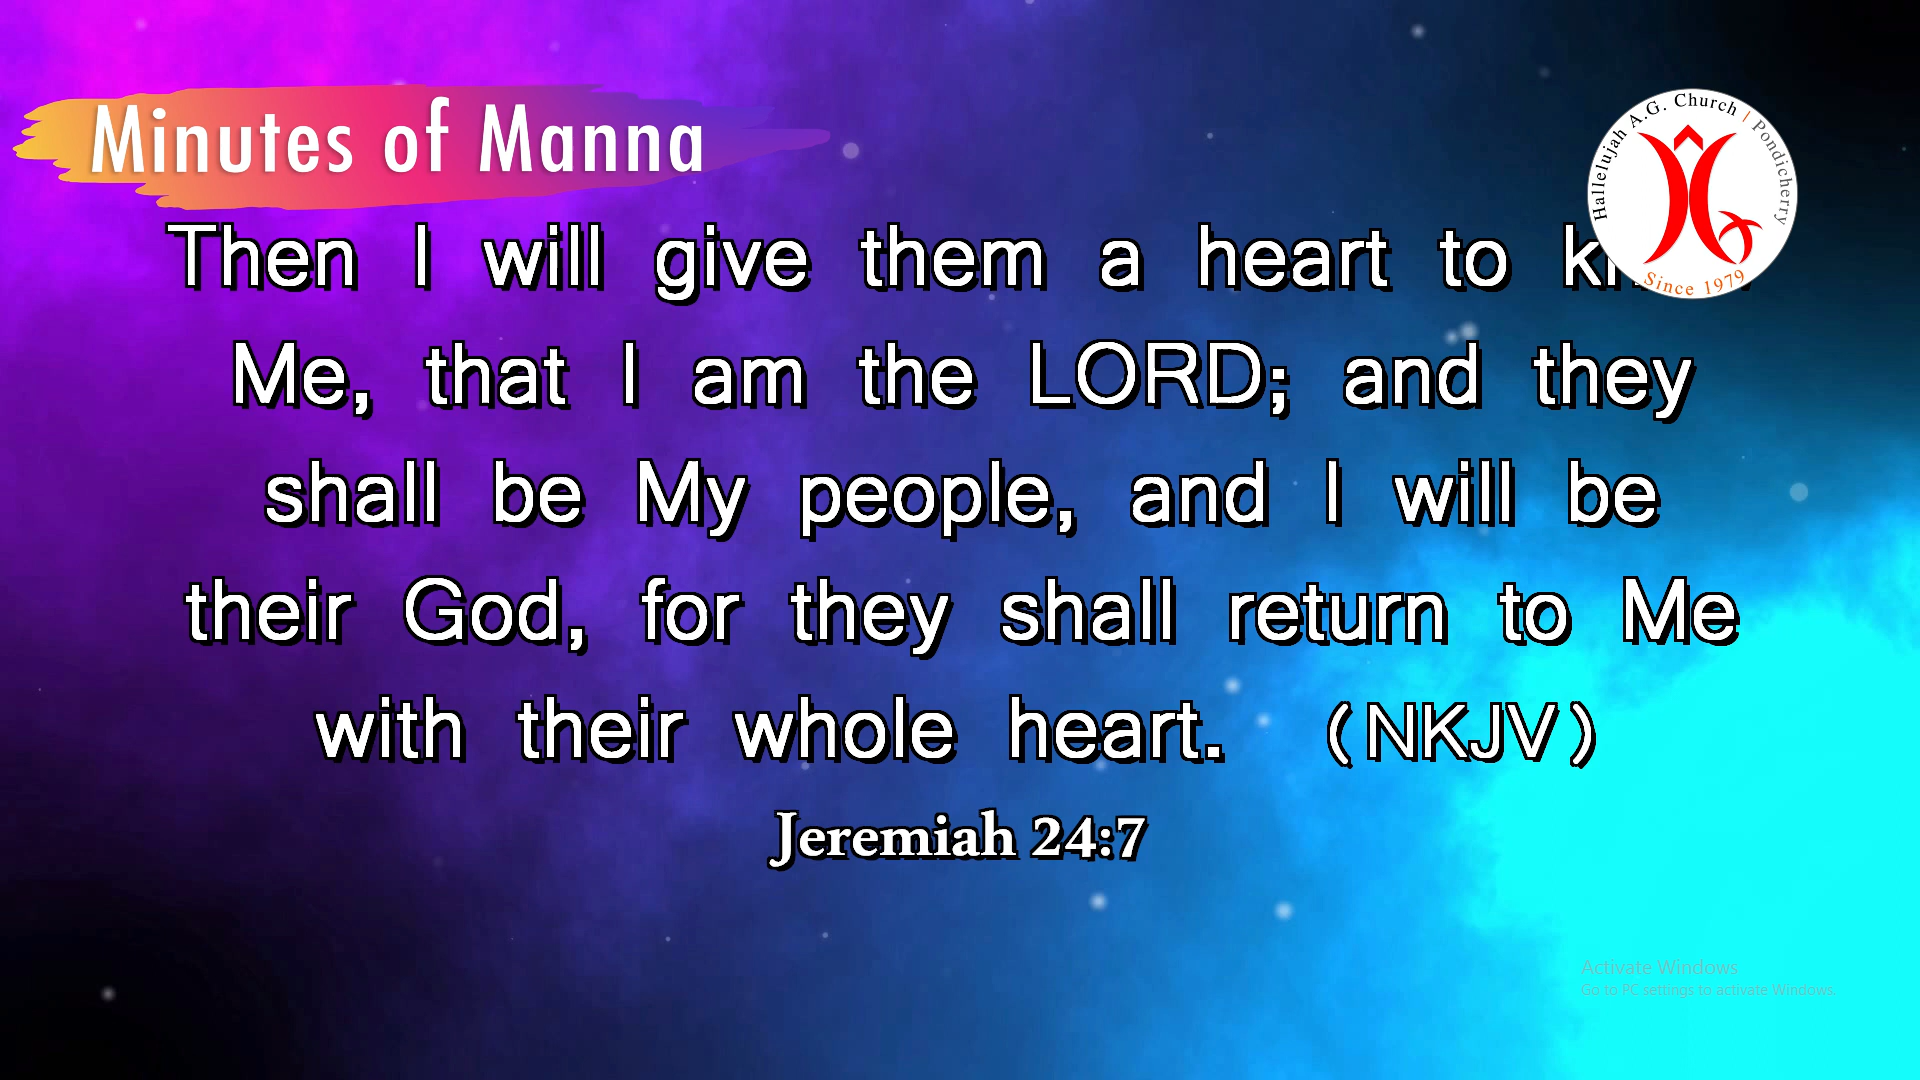 Minutes of Manna
Hallelujah A.G. Church | Pondicherry
Since 1979
Then I will give them a heart to
Me, that I am the LORD; and they
shall be My people, and I will be
their God, for they shall return to Me
with their whole heart. (NKJV)
Jeremiah 24:7
Activate Windows
Go to PC settings to activate Windows.